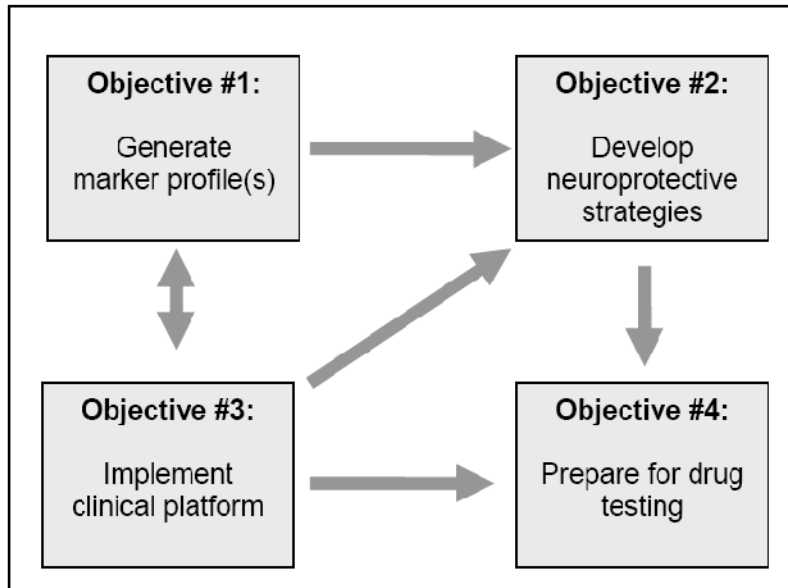 Objective #1:
Generate
marker profile(s)
Objective #2:
Develop
neuroprotective
strategies
Objective #3:
Implement
clinical platform
Objective #4:
Prepare for drug
testing